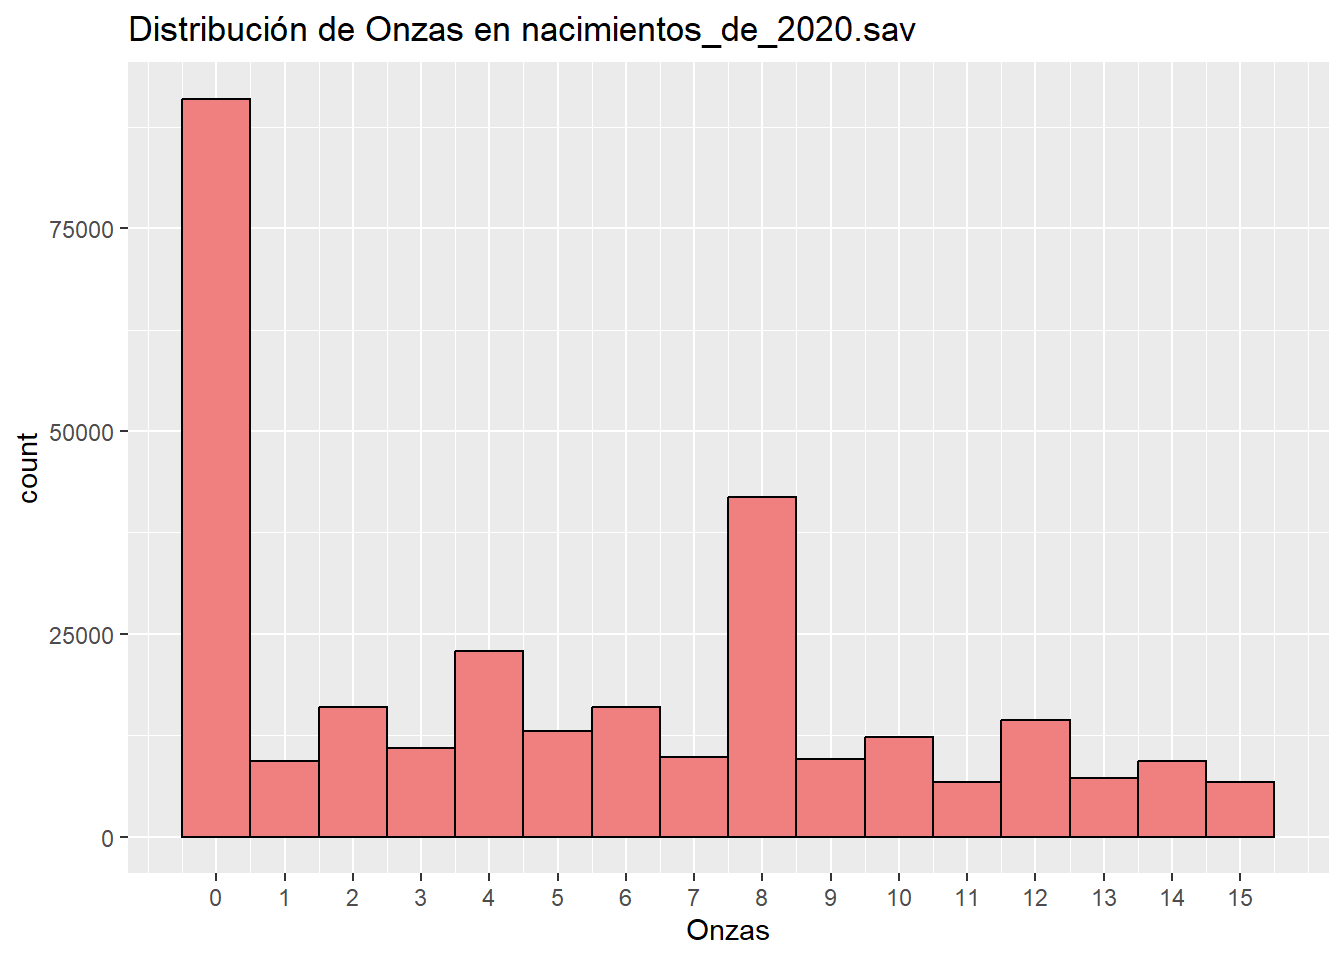 Distribución de Onzas en nacimientos_de_2020.sav
75000
50000
25000
0
count
0 1 2 3 4 5 6 7 8 9 10 11 12 13 14 15
Onzas